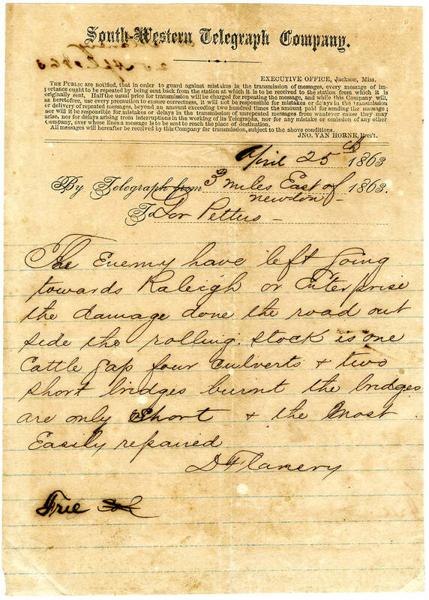 South-Western Telegraph Company.
EXECUTIVE OFFICE, Jackson, Miss.
THE PUBLIC are notified, that in order to guard against mistakes in the transmission of messages, every message of im-
portance ought to be repeated by being sent back from the station at which it is to be received to the station from which it is
originally sent. Half the usual price for transmission will be charged for repeating the message, and while this Company will,
as heretofore, use every precaution to ensure correctness, it will not be responsible for mistakes or delays in the transmission
or delivery of repeated messages, beyond an amount exceeding two hundred times the amount paid for sending the message;
nor will it be responsible for mistakes or delays in the transmission of unrepeated messages from whatever cause they may
arise, nor for delays arising from interruptions in the working of its Telegraphs, nor for any mistake or omission of any other
company, over whose lines a message is to be sent to reach the place of destination.
All messages will hereafter be received by this Company for transmission, subject to the above conditions.
JNO. VAN HORNE, Pres't.
April 25th 1863
By Telegraph from 3 miles East of 1863.
newton
To Gov Pettus
The Enemy have left going
towards Raleigh or Enterprise
the damage done the road out
side the rolling stock is one
Cattle gap four culverts & two
short bridges burnt the bridges
are only short & the most
Easily repaired
D Flanery
Free